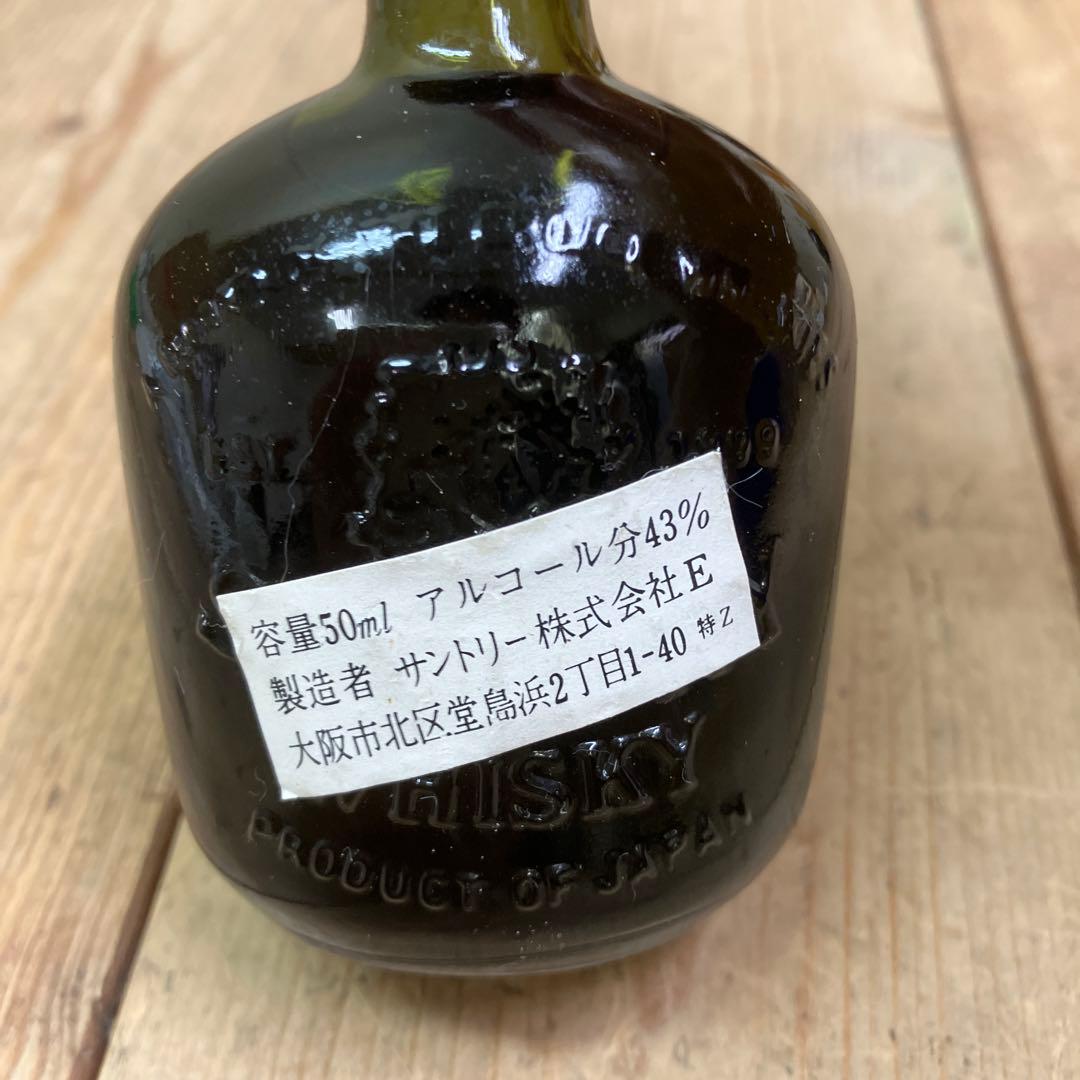 容量50ml アルコール分43%
製造者 サントリー株式会社E
大阪市北区堂島浜2丁目1-40 特Z
WHISKY
PRODUCT OF JAPAN